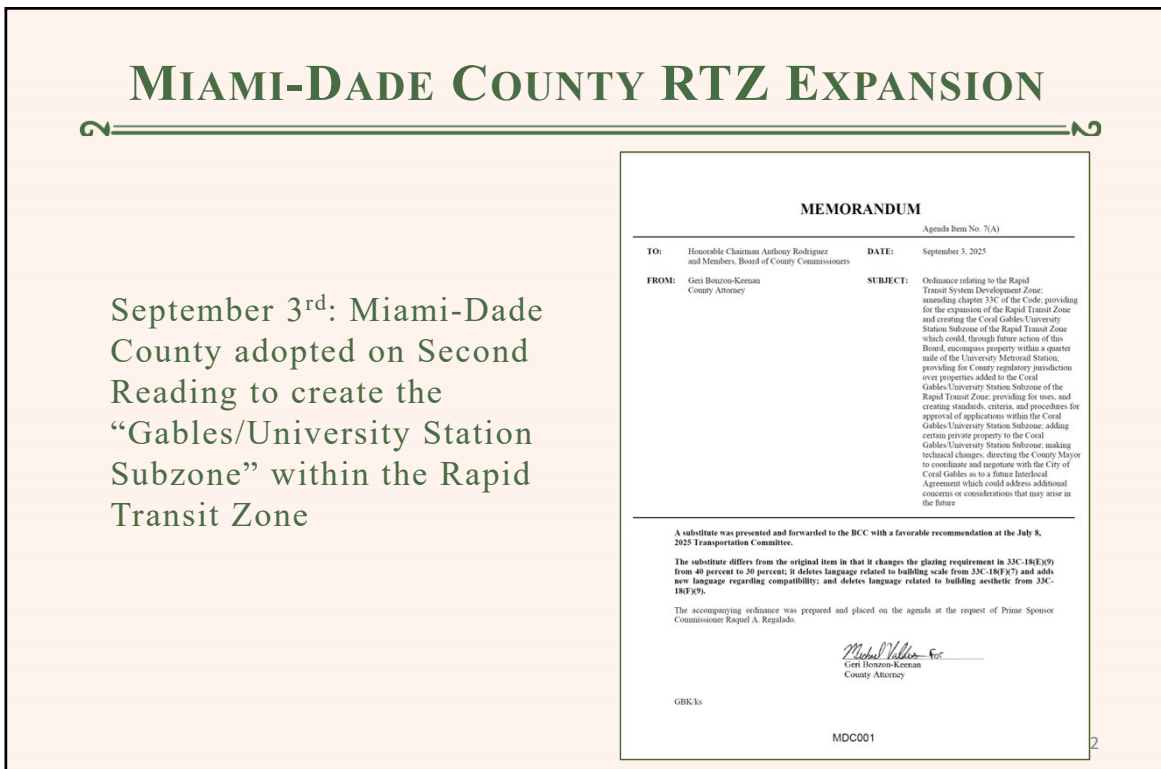 MIAMI-DADE COUNTY RTZ EXPANSION
September 3rd: Miami-Dade
County adopted on Second
Reading to create the
“Gables/University Station
Subzone” within the Rapid
Transit Zone
MEMORANDUM
Agenda Item No. 7(A)
TO: Honorable Chairman Anthony Rodriguez
and Members, Board of County Commissioners
DATE: September 3, 2025
FROM: Geri Bonzon-Keenan
County Attorney
SUBJECT: Ordinance relating to the Rapid
Transit System Development Zone;
amending chapter 33C of the Code; providing
for the expansion of the Rapid Transit Zone
and creating the Coral Gables/University
Station Subzone of the Rapid Transit Zone
which could, through future action of this
Board, encompass property within a quarter
mile of the University Metrorail Station;
providing for County regulatory jurisdiction
over properties added to the Coral
Gables/University Station Subzone of the
Rapid Transit Zone; providing for uses, and
creating standards, criteria, and procedures for
approval of applications within the Coral
Gables/University Station Subzone; adding
certain private property to the Coral
Gables/University Station Subzone; making
technical changes; directing the County Mayor
to coordinate and negotiate with the City of
Coral Gables as to a future Interlocal
Agreement which could address additional
concerns or considerations that may arise in
the future
A substitute was presented and forwarded to the BCC with a favorable recommendation at the July 8,
2025 Transportation Committee.
The substitute differs from the original item in that it changes the glazing requirement in 33C-18(E)(9)
from 40 percent to 30 percent; it deletes language related to building scale from 33C-18(F)(7) and adds
new language regarding compatibility; and deletes language related to building aesthetic from 33C-
18(F)(9).
The accompanying ordinance was prepared and placed on the agenda at the request of Prime Sponsor
Commissioner Raquel A. Regalado.
Michael Valdes for
Geri Bonzon-Keenan
County Attorney
GBK/ks
MDC001
2